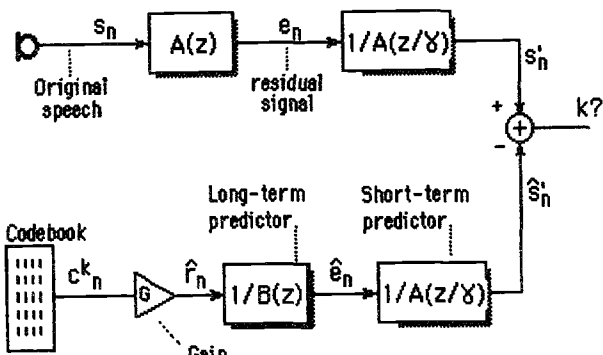 s_n
A(z)
e_n
1/A(z/γ)
s'_n
Original
speech
residual
signal
+
+
k?
-
ŝ'_n
Long-term
predictor
Short-term
predictor
Codebook
c^k_n
G
r̂_n
1/B(z)
ê_n
1/A(z/γ)
Gain